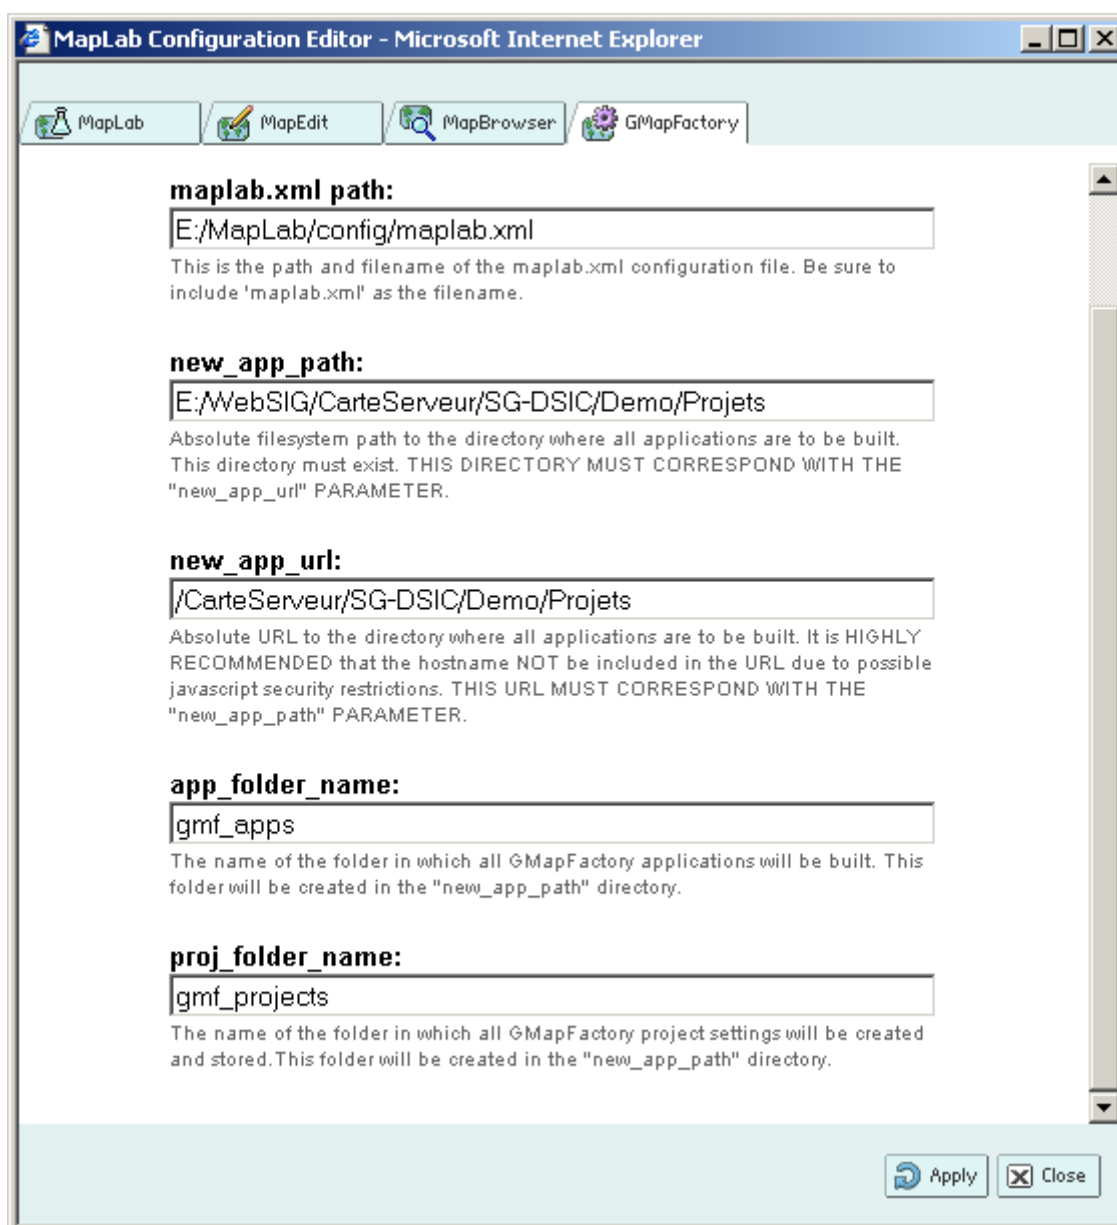 MapLab Configuration Editor - Microsoft Internet Explorer
MapLab MapEdit MapBrowser GMapFactory
maplab.xml path:
E:/MapLab/config/maplab.xml
This is the path and filename of the maplab.xml configuration file. Be sure to
include 'maplab.xml' as the filename.
new_app_path:
E:/WebSIG/CarteServeur/SG-DSIC/Demo/Projets
Absolute filesystem path to the directory where all applications are to be built.
This directory must exist. THIS DIRECTORY MUST CORRESPOND WITH THE
"new_app_url" PARAMETER.
new_app_url:
/CarteServeur/SG-DSIC/Demo/Projets
Absolute URL to the directory where all applications are to be built. It is HIGHLY
RECOMMENDED that the hostname NOT be included in the URL due to possible
javascript security restrictions. THIS URL MUST CORRESPOND WITH THE
"new_app_path" PARAMETER.
app_folder_name:
gmf_apps
The name of the folder in which all GMapFactory applications will be built. This
folder will be created in the "new_app_path" directory.
proj_folder_name:
gmf_projects
The name of the folder in which all GMapFactory project settings will be created
and stored.This folder will be created in the "new_app_path" directory.
Apply Close